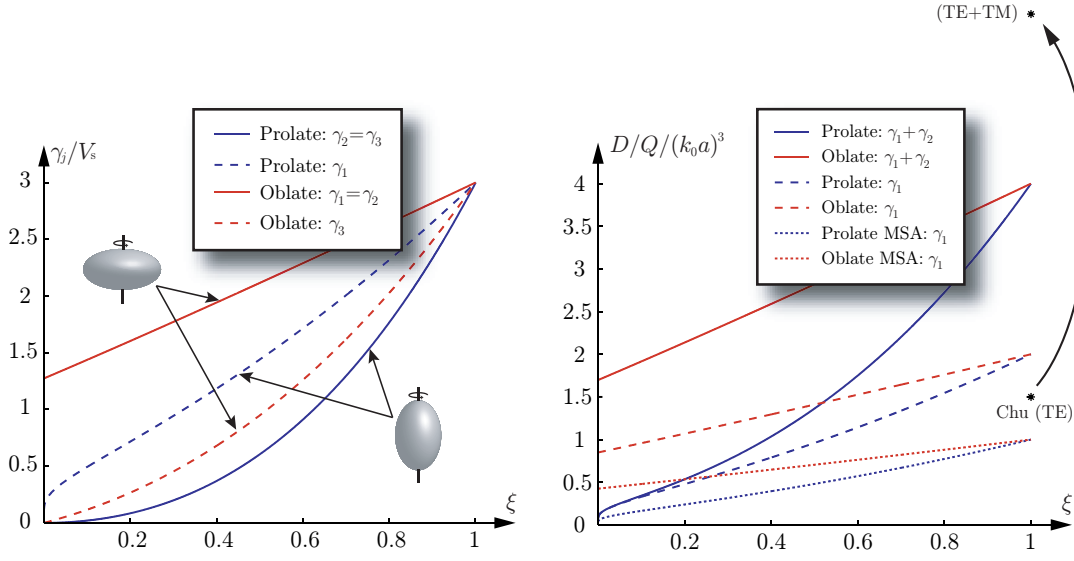 γj/Vs
Prolate: γ2=γ3
Prolate: γ1
Oblate: γ1=γ2
Oblate: γ3
3
2.5
2
1.5
1
0.5
0
0.2
0.4
0.6
0.8
1
ξ
(TE+TM)
D/Q/(k0a)^3
Prolate: γ1+γ2
Oblate: γ1+γ2
Prolate: γ1
Oblate: γ1
Prolate MSA: γ1
Oblate MSA: γ1
4
3.5
3
2.5
2
1.5
1
0.5
0
Chu (TE)
0.2
0.4
0.6
0.8
1
ξ